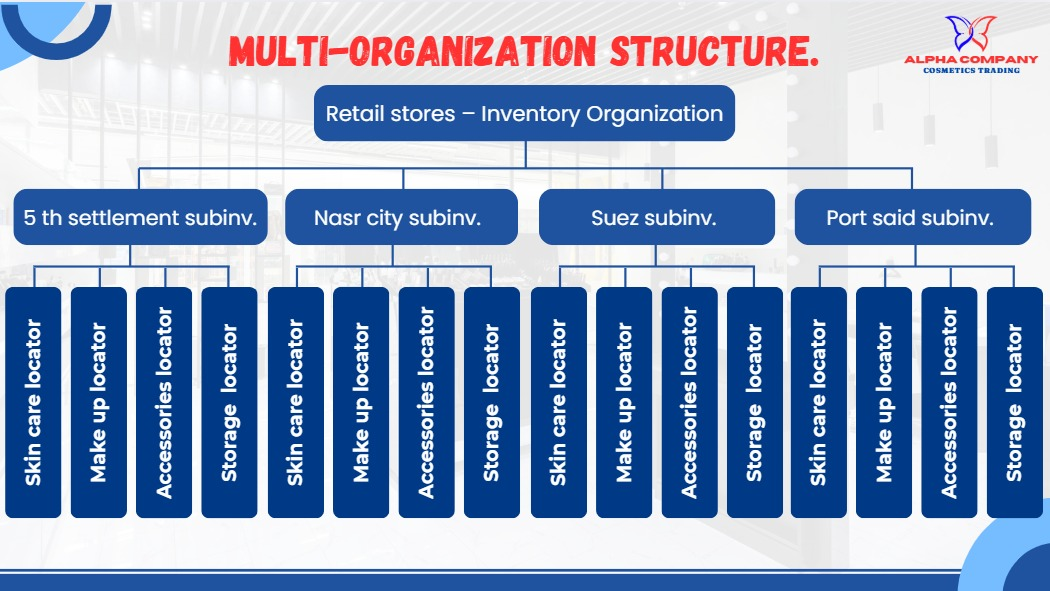 MULTI-ORGANIZATION STRUCTURE.
ALPHA COMPANY
COSMETICS TRADING
Retail stores – Inventory Organization
5 th settlement subinv.
Nasr city subinv.
Suez subinv.
Port said subinv.
Skin care locator
Make up locator
Accessories locator
Storage locator
Skin care locator
Make up locator
Accessories locator
Storage locator
Skin care locator
Make up locator
Accessories locator
Storage locator
Skin care locator
Make up locator
Accessories locator
Storage locator